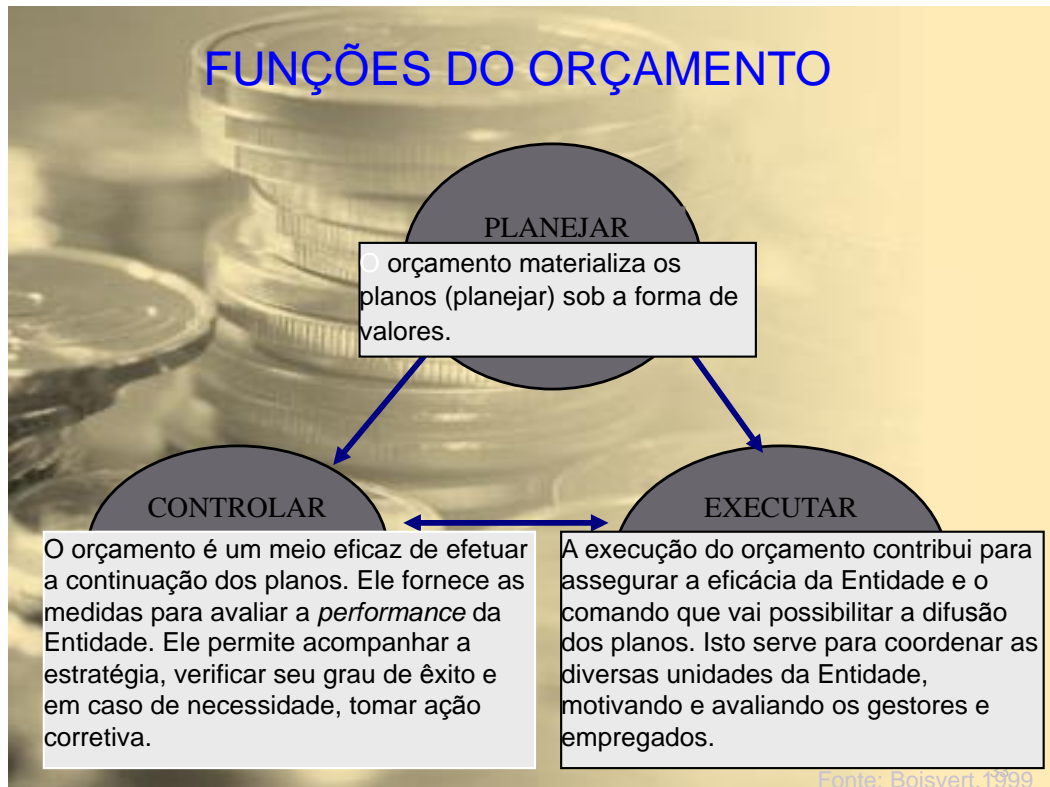 FUNÇÕES DO ORÇAMENTO
PLANEJAR
O orçamento materializa os
planos (planejar) sob a forma de
valores.
CONTROLAR
O orçamento é um meio eficaz de efetuar
a continuação dos planos. Ele fornece as
medidas para avaliar a performance da
Entidade. Ele permite acompanhar a
estratégia, verificar seu grau de êxito e
em caso de necessidade, tomar ação
corretiva.
EXECUTAR
A execução do orçamento contribui para
assegurar a eficácia da Entidade e o
comando que vai possibilitar a difusão
dos planos. Isto serve para coordenar as
diversas unidades da Entidade,
motivando e avaliando os gestores e
empregados.
Fonte: Boisvert,1999